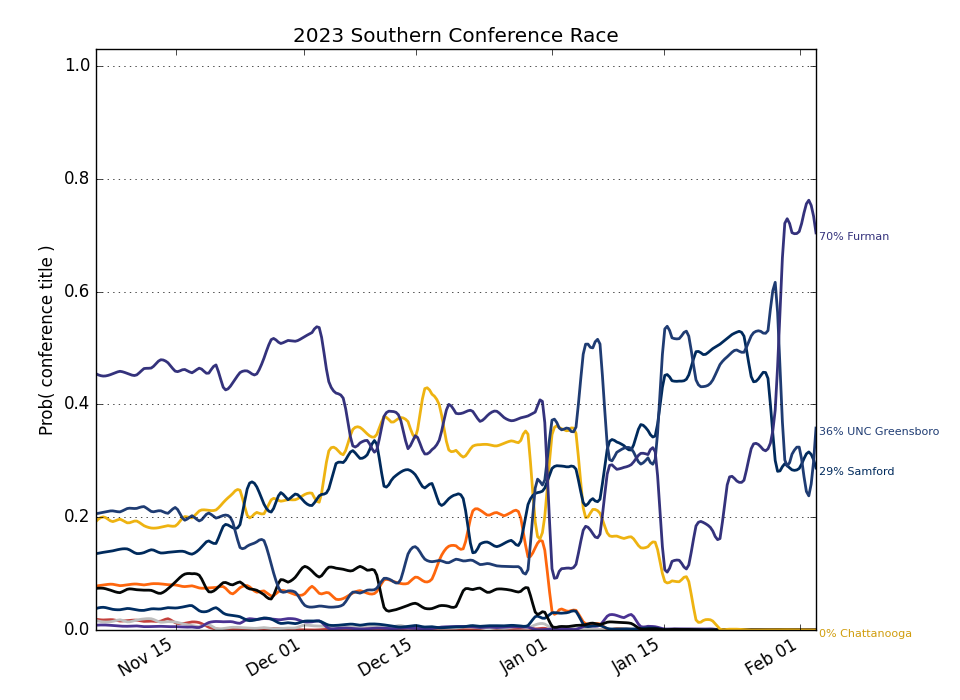 2023 Southern Conference Race
Prob( conference title )
1.0
0.8
0.6
0.4
0.2
0.0
70% Furman
36% UNC Greensboro
29% Samford
0% Chattanooga
Nov 15
Dec 01
Dec 15
Jan 01
Jan 15
Feb 01